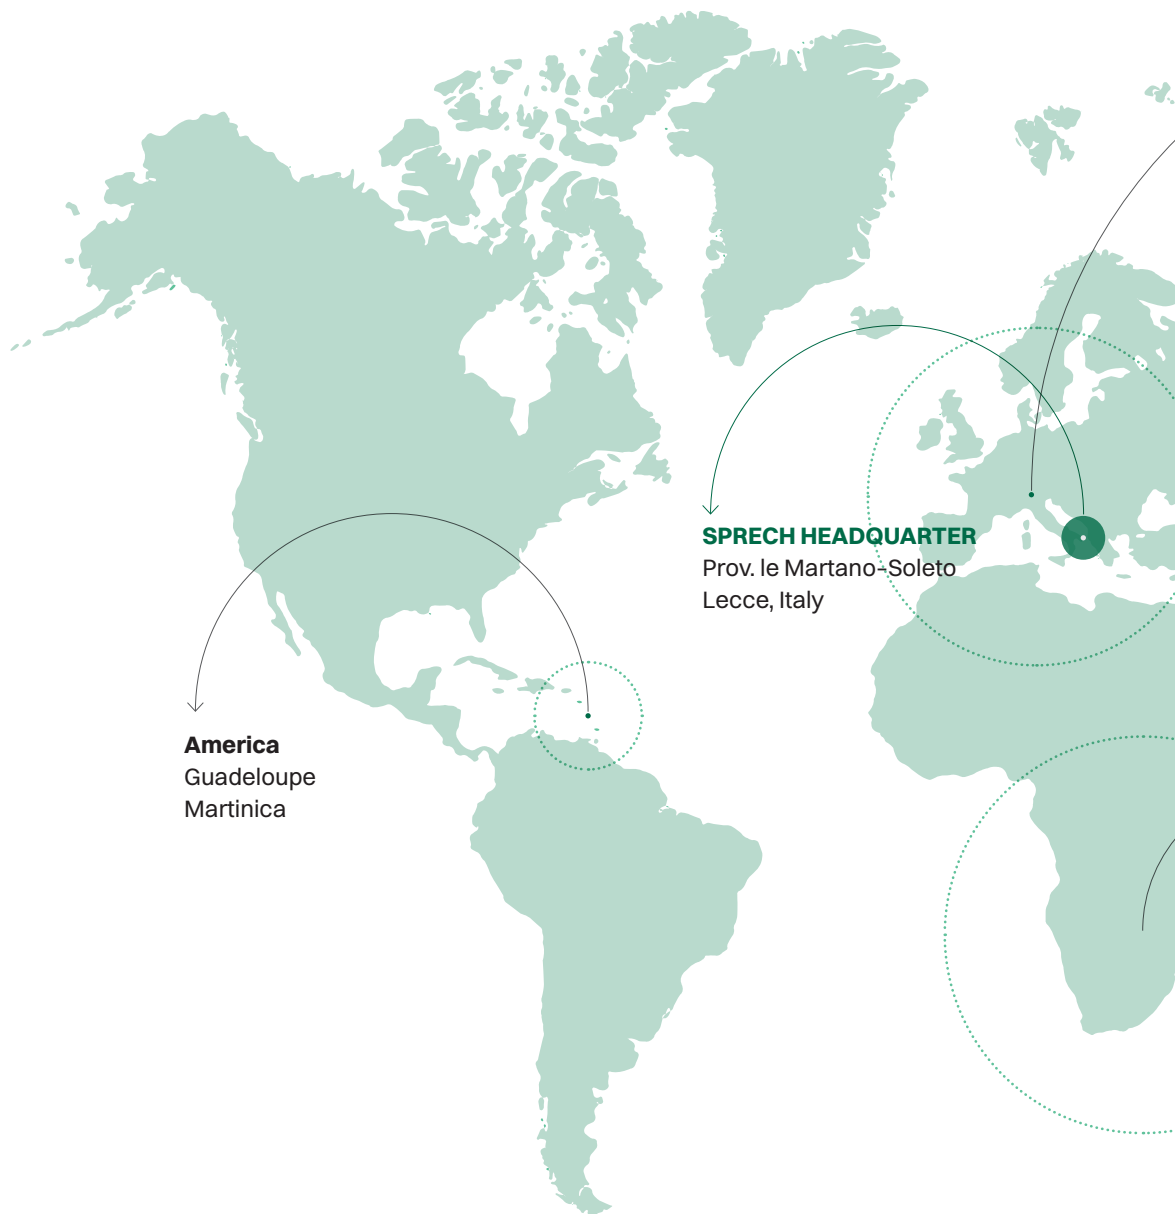 SPRECH HEADQUARTER
Prov. le Martano–Soleto
Lecce, Italy
America
Guadeloupe
Martinica